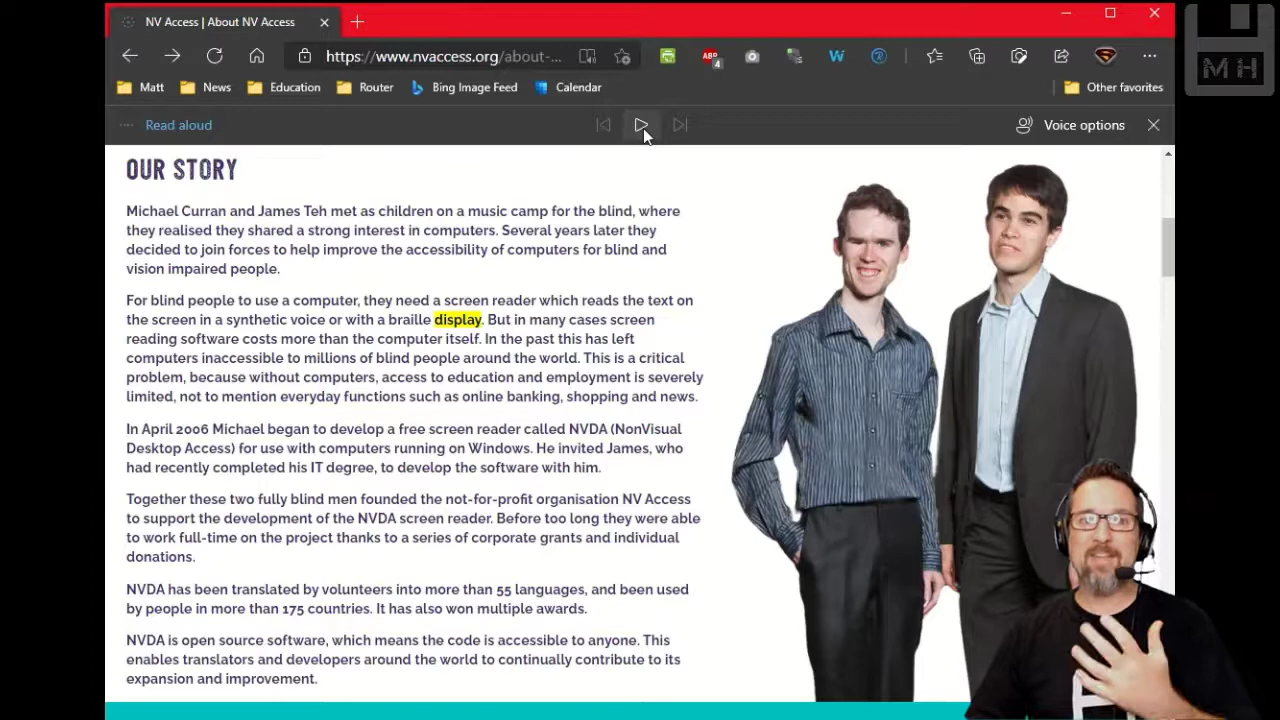 NV Access | About NV Access
MH
https://www.nvaccess.org/about-...
ABP
4
W
Matt
News
Education
Router
Bing Image Feed
Calendar
Other favorites
Read aloud
Voice options
OUR STORY
Michael Curran and James Teh met as children on a music camp for the blind, where
they realised they shared a strong interest in computers. Several years later they
decided to join forces to help improve the accessibility of computers for blind and
vision impaired people.
For blind people to use a computer, they need a screen reader which reads the text on
the screen in a synthetic voice or with a braille display. But in many cases screen
reading software costs more than the computer itself. In the past this has left
computers inaccessible to millions of blind people around the world. This is a critical
problem, because without computers, access to education and employment is severely
limited, not to mention everyday functions such as online banking, shopping and news.
In April 2006 Michael began to develop a free screen reader called NVDA (NonVisual
Desktop Access) for use with computers running on Windows. He invited James, who
had recently completed his IT degree, to develop the software with him.
Together these two fully blind men founded the not-for-profit organisation NV Access
to support the development of the NVDA screen reader. Before too long they were able
to work full-time on the project thanks to a series of corporate grants and individual
donations.
NVDA has been translated by volunteers into more than 55 languages, and been used
by people in more than 175 countries. It has also won multiple awards.
NVDA is open source software, which means the code is accessible to anyone. This
enables translators and developers around the world to continually contribute to its
expansion and improvement.